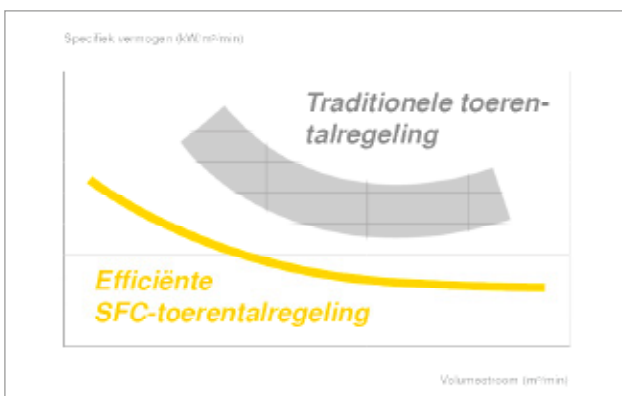 Specifiek vermogen (kW/m³/min)
Traditionele toeren-
talregeling
Efficiënte
SFC-toerentalregeling
Volumestroom (m³/min)